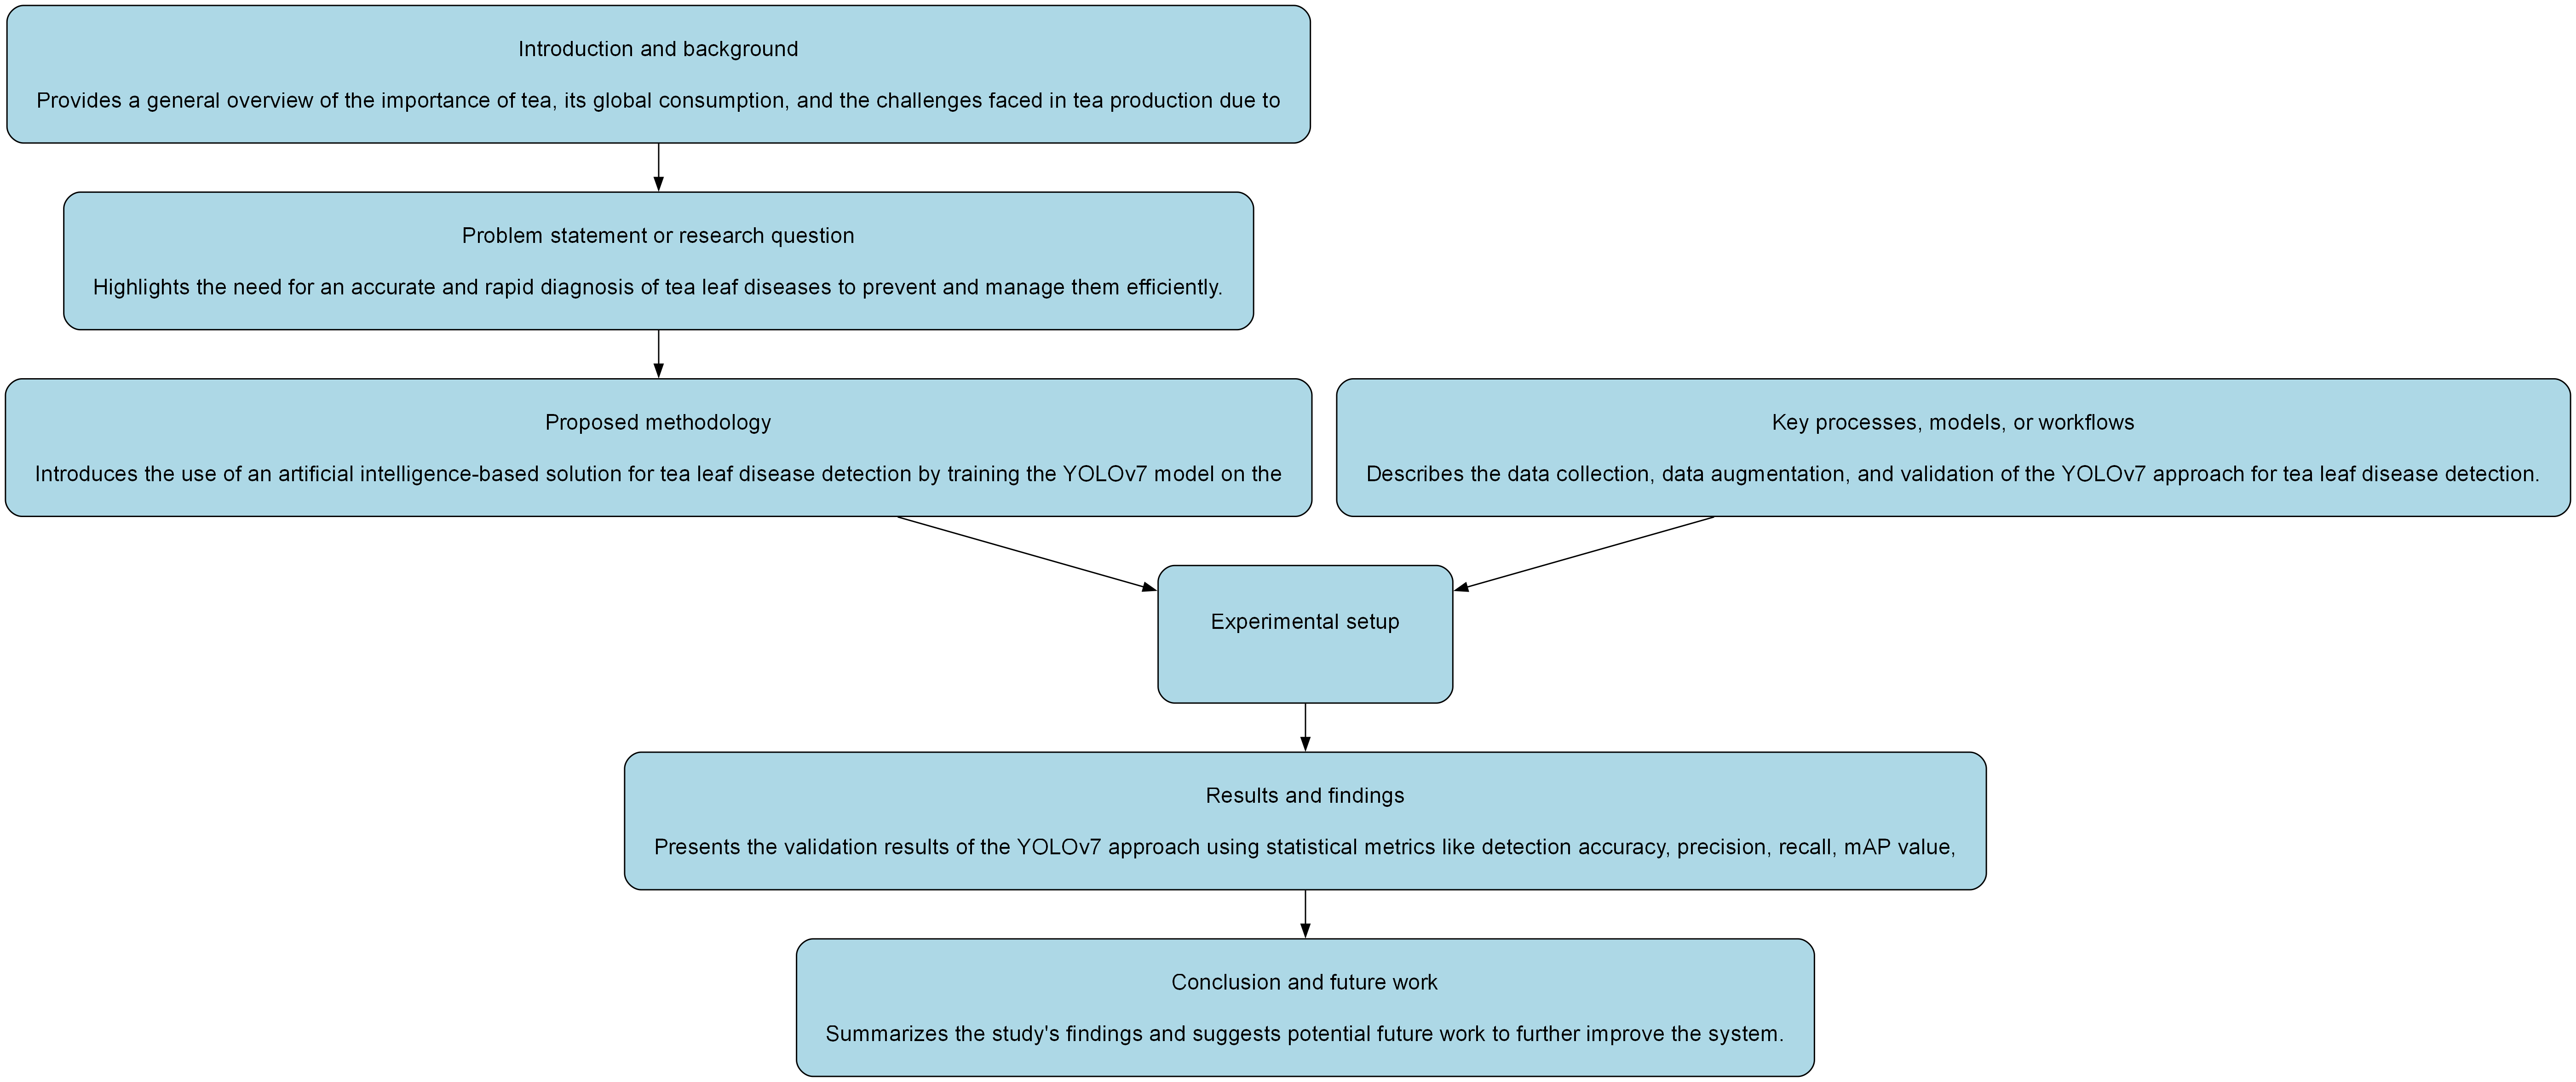 Introduction and background
Provides a general overview of the importance of tea, its global consumption, and the challenges faced in tea production due to
Problem statement or research question
Highlights the need for an accurate and rapid diagnosis of tea leaf diseases to prevent and manage them efficiently.
Proposed methodology
Introduces the use of an artificial intelligence-based solution for tea leaf disease detection by training the YOLOv7 model on the
Key processes, models, or workflows
Describes the data collection, data augmentation, and validation of the YOLOv7 approach for tea leaf disease detection.
Experimental setup
Results and findings
Presents the validation results of the YOLOv7 approach using statistical metrics like detection accuracy, precision, recall, mAP value,
Conclusion and future work
Summarizes the study's findings and suggests potential future work to further improve the system.